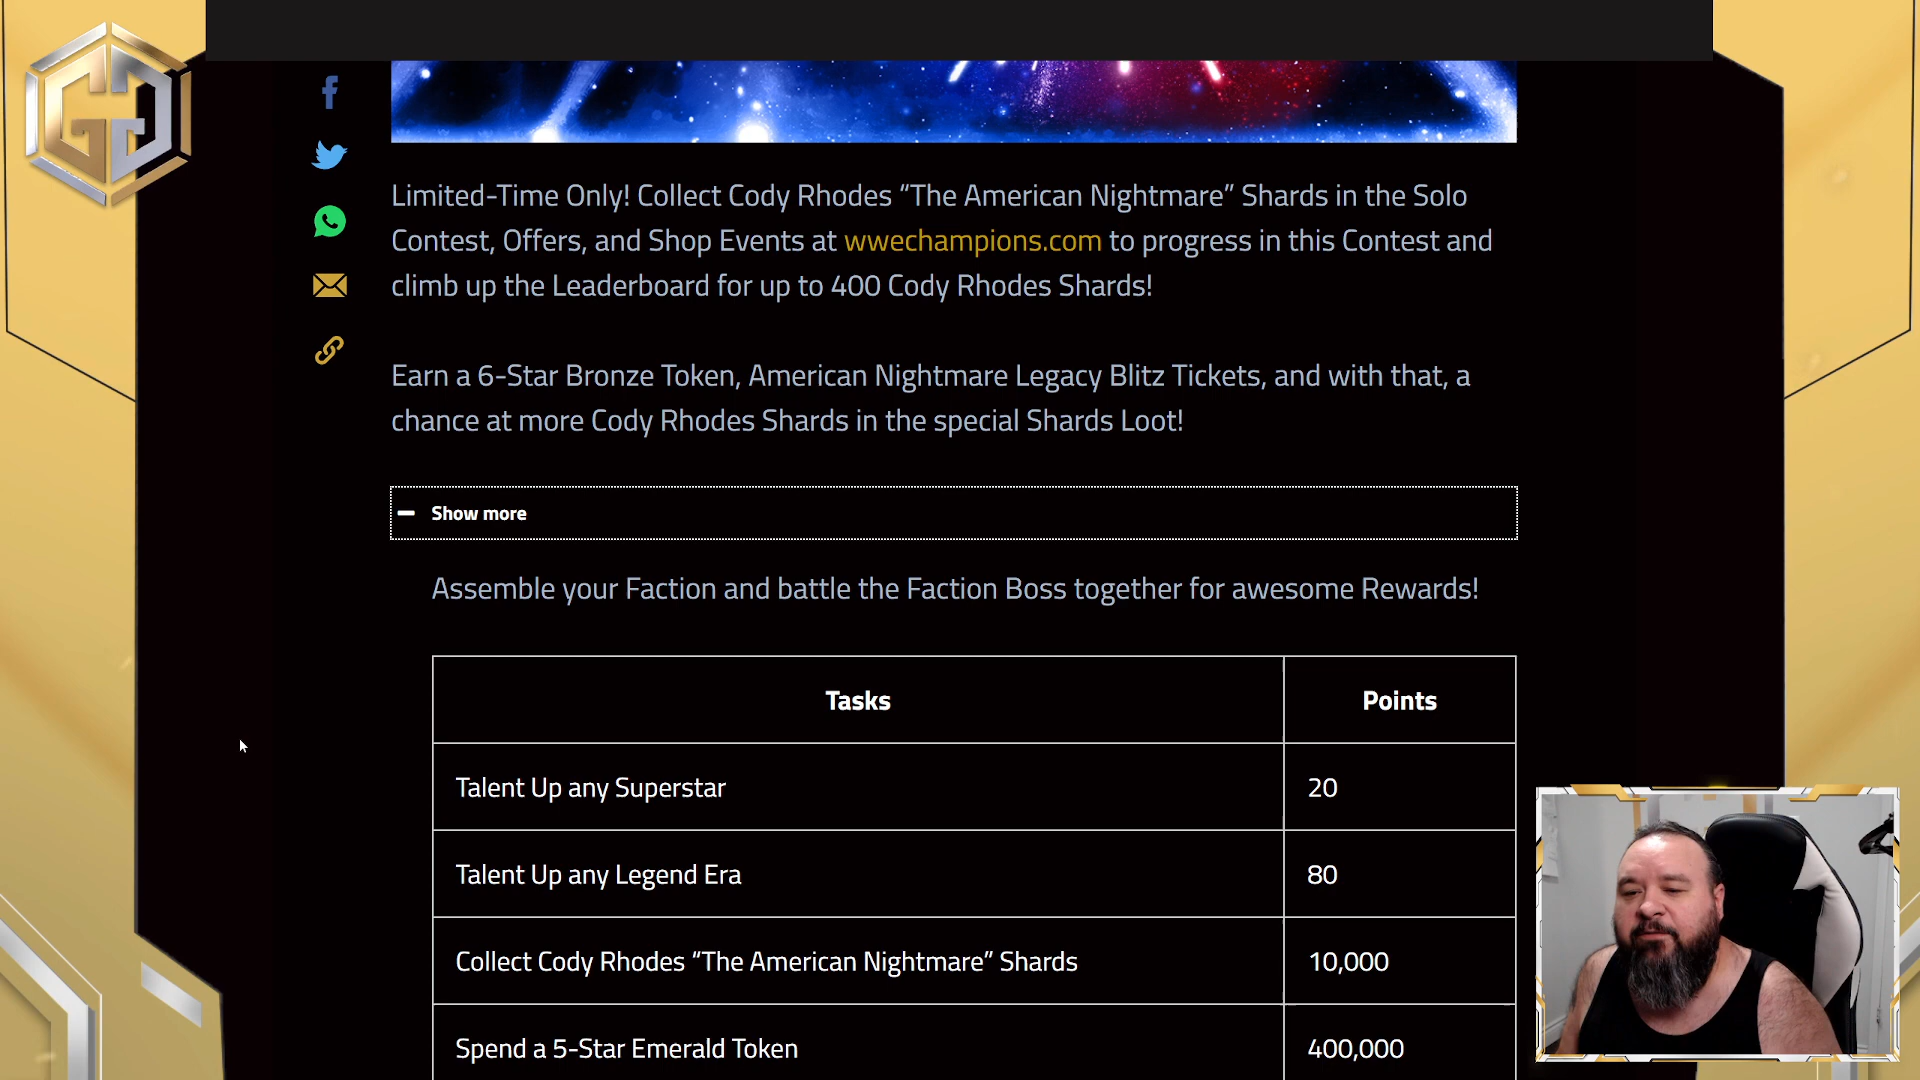 Limited-Time Only! Collect Cody Rhodes “The American Nightmare” Shards in the Solo
Contest, Offers, and Shop Events at wwechampions.com to progress in this Contest and
climb up the Leaderboard for up to 400 Cody Rhodes Shards!
Earn a 6-Star Bronze Token, American Nightmare Legacy Blitz Tickets, and with that, a
chance at more Cody Rhodes Shards in the special Shards Loot!
Show more
Assemble your Faction and battle the Faction Boss together for awesome Rewards!
Tasks Points
Talent Up any Superstar 20
Talent Up any Legend Era 80
Collect Cody Rhodes “The American Nightmare” Shards 10,000
Spend a 5-Star Emerald Token 400,000